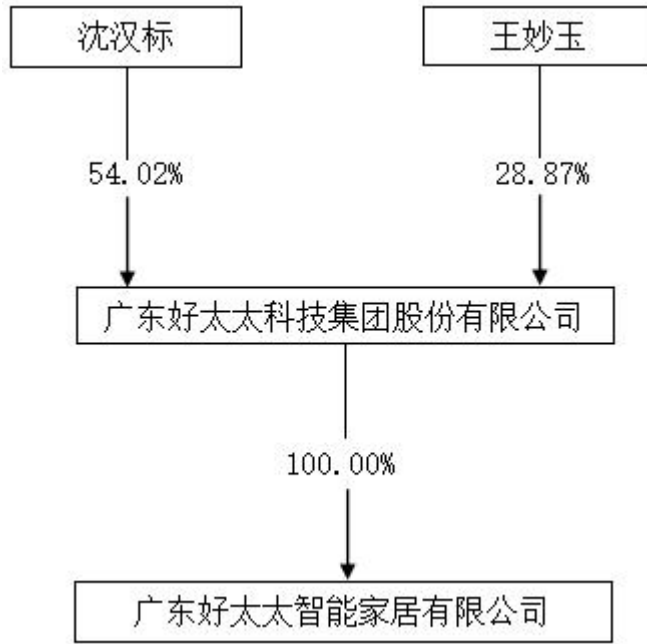 沈汉标
王妙玉
54.02%
28.87%
广东好太太科技集团股份有限公司
100.00%
广东好太太智能家居有限公司